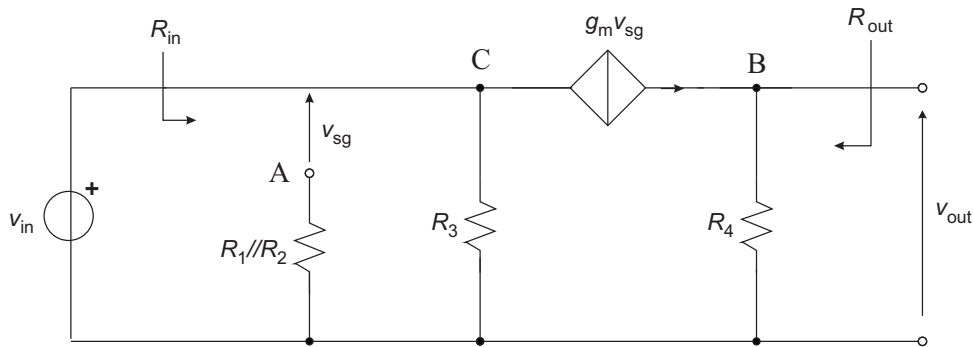 R_in
C
g_m v_sg
B
R_out
v_sg
A
+
v_in
R_1//R_2
R_3
R_4
v_out